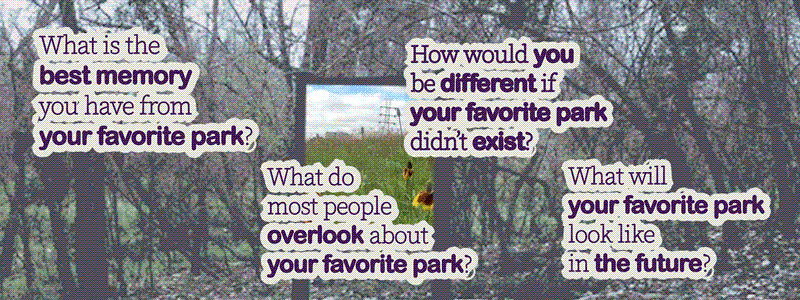 What is the
best memory
you have from
your favorite park?
How would you
be different if
your favorite park
didn't exist?
What do
most people
overlook about
your favorite park?
What will
your favorite park
look like
in the future?